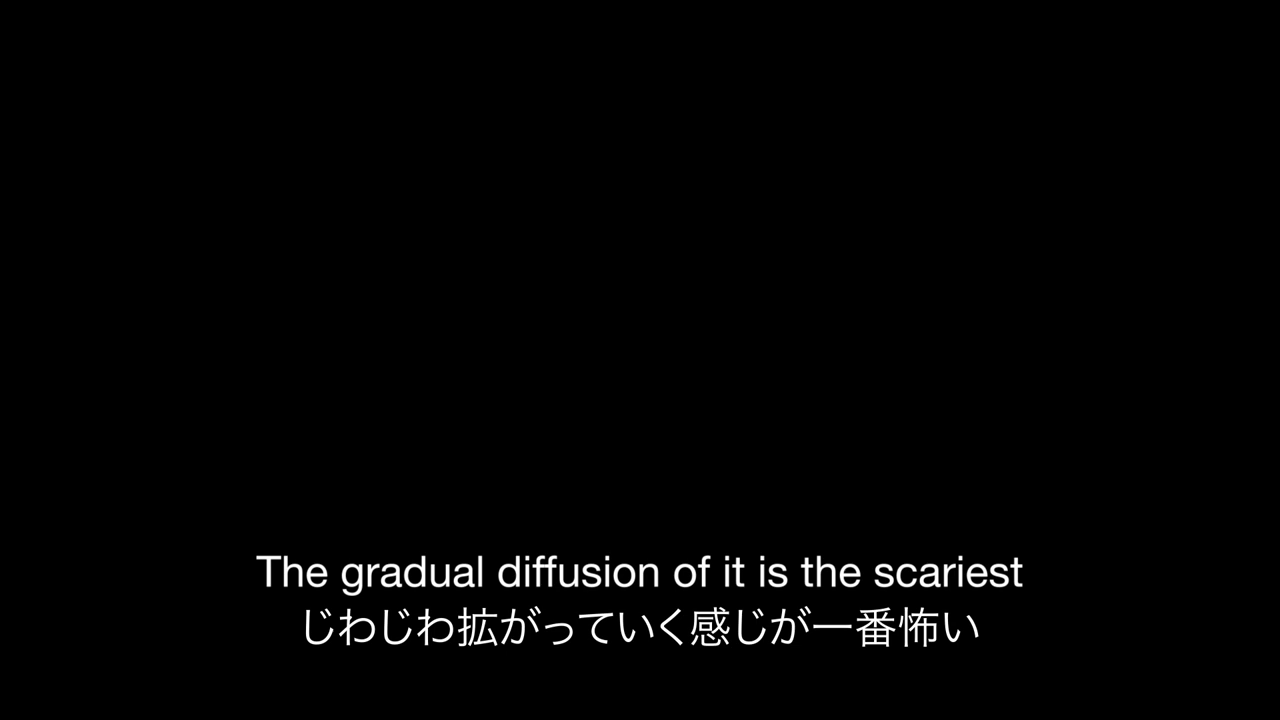 The gradual diffusion of it is the scariest
じわじわ拡がっていく感じが一番怖い